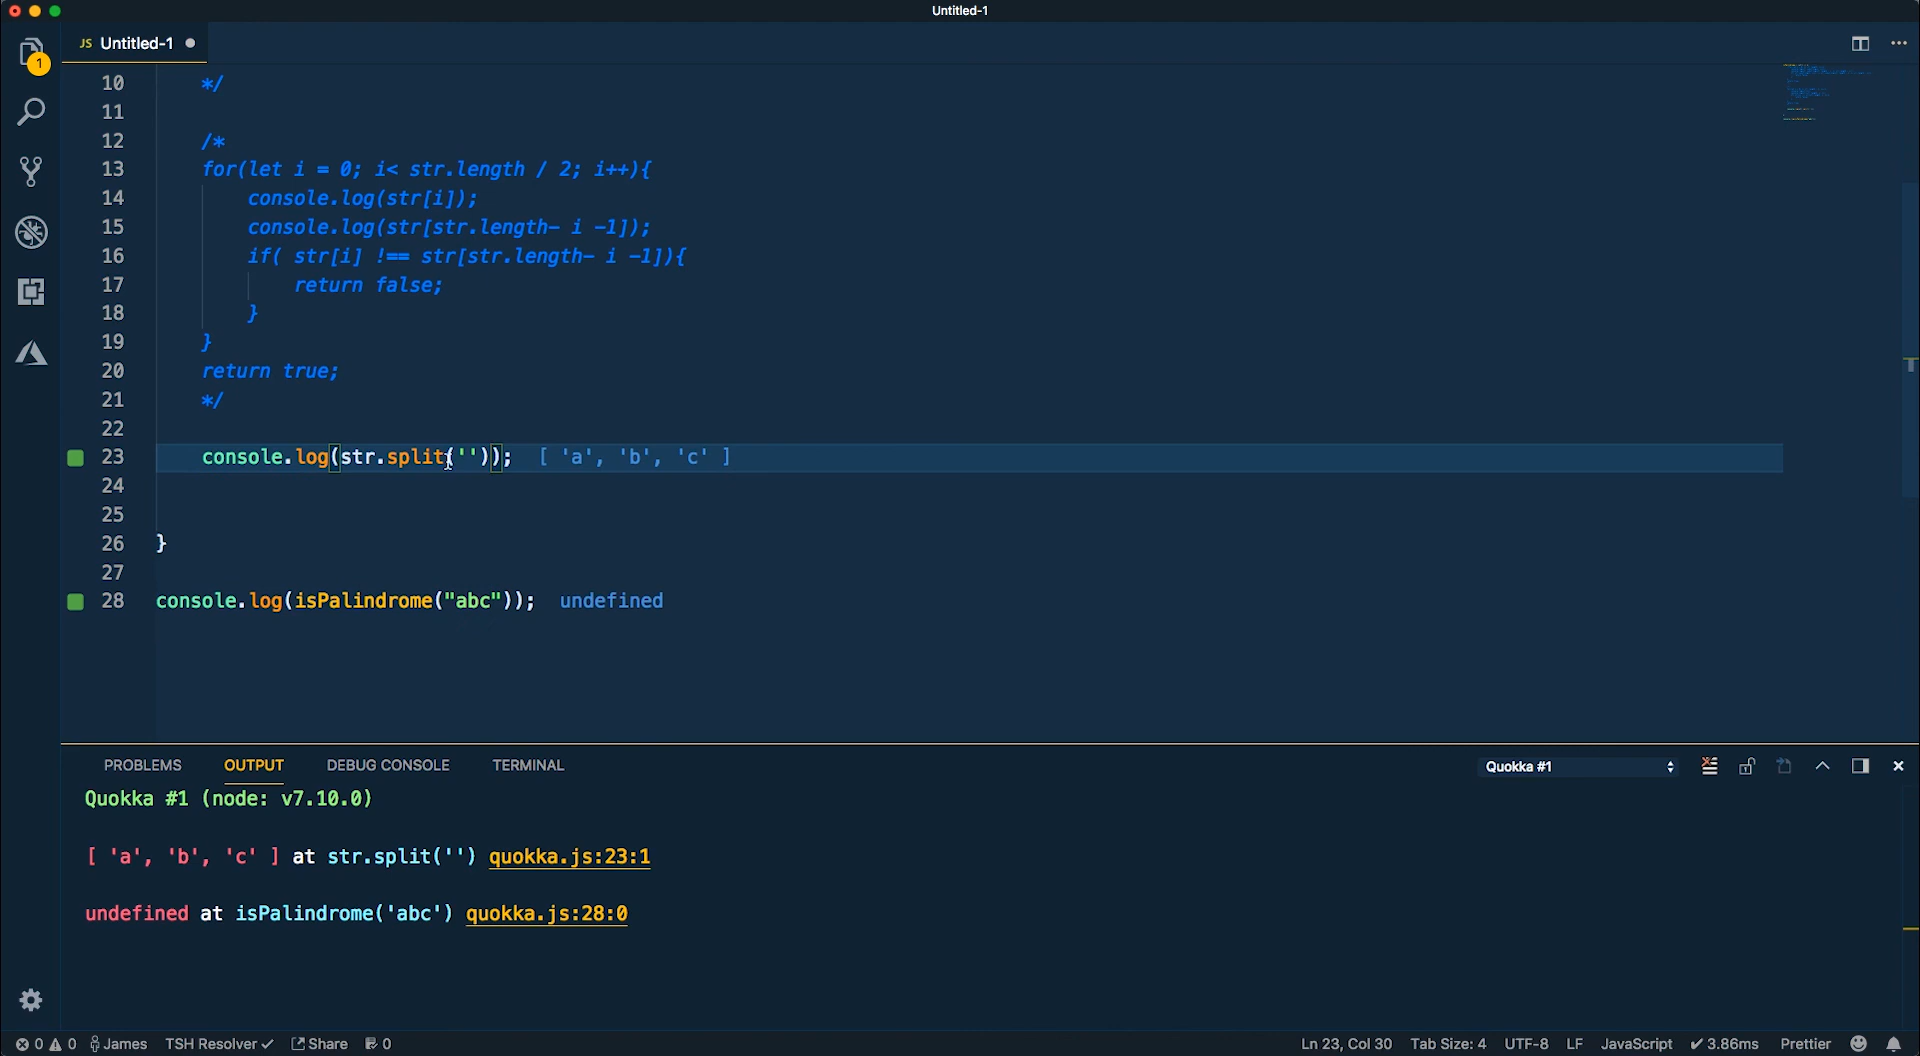 Untitled-1
JS Untitled-1
1
10 */
11
12 /*
13 for(let i = 0; i< str.length / 2; i++){
14 console.log(str[i]);
15 console.log(str[str.length- i -1]);
16 if( str[i] !== str[str.length- i -1]){
17 return false;
18 }
19 }
20 return true;
21 */
22
23 console.log(str.split('')); [ 'a', 'b', 'c' ]
24
25
26 }
27
28 console.log(isPalindrome("abc")); undefined
PROBLEMS OUTPUT DEBUG CONSOLE TERMINAL Quokka #1
Quokka #1 (node: v7.10.0)
[ 'a', 'b', 'c' ] at str.split('') quokka.js:23:1
undefined at isPalindrome('abc') quokka.js:28:0
0 0 James TSH Resolver ✓ Share 0 Ln 23, Col 30 Tab Size: 4 UTF-8 LF JavaScript ✓ 3.86ms Prettier